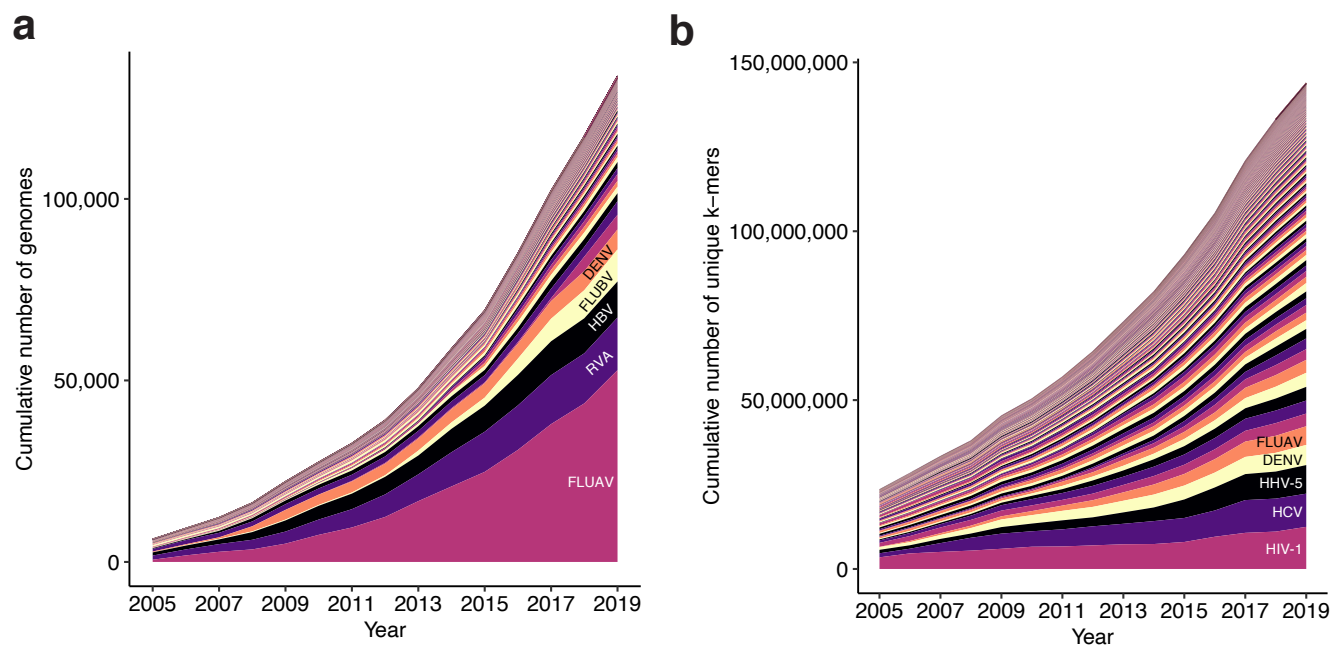 a
Cumulative number of genomes
100,000
50,000
0
DENV
FLUBV
HBV
RVA
FLUAV
2005 2007 2009 2011 2013 2015 2017 2019
Year
b
Cumulative number of unique k−mers
150,000,000
100,000,000
50,000,000
0
FLUAV
DENV
HHV-5
HCV
HIV-1
2005 2007 2009 2011 2013 2015 2017 2019
Year